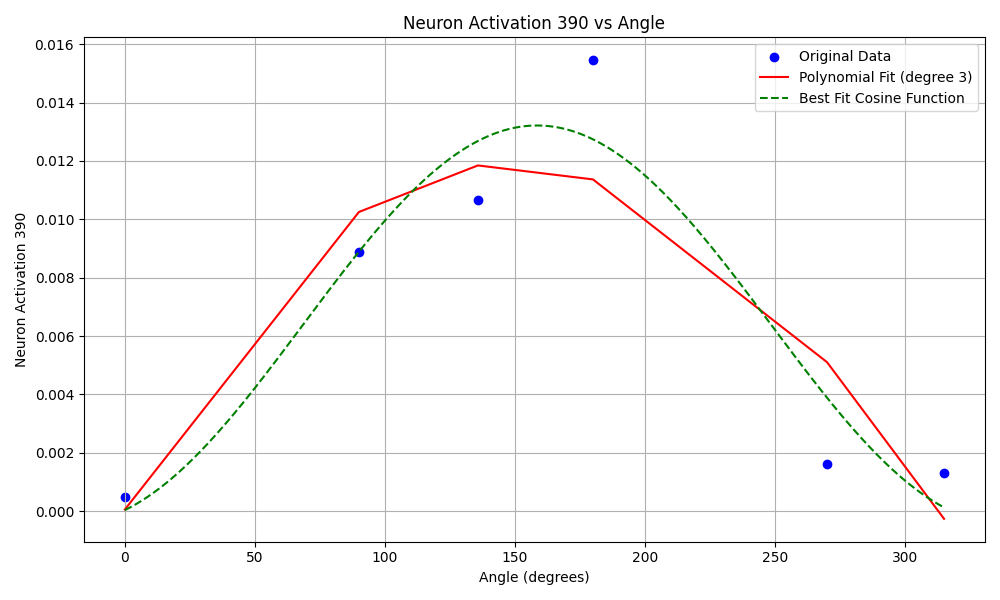 Neuron Activation 390 vs Angle
Original Data
Polynomial Fit (degree 3)
Best Fit Cosine Function
Neuron Activation 390
0.016
0.014
0.012
0.010
0.008
0.006
0.004
0.002
0.000
0
50
100
150
200
250
300
Angle (degrees)